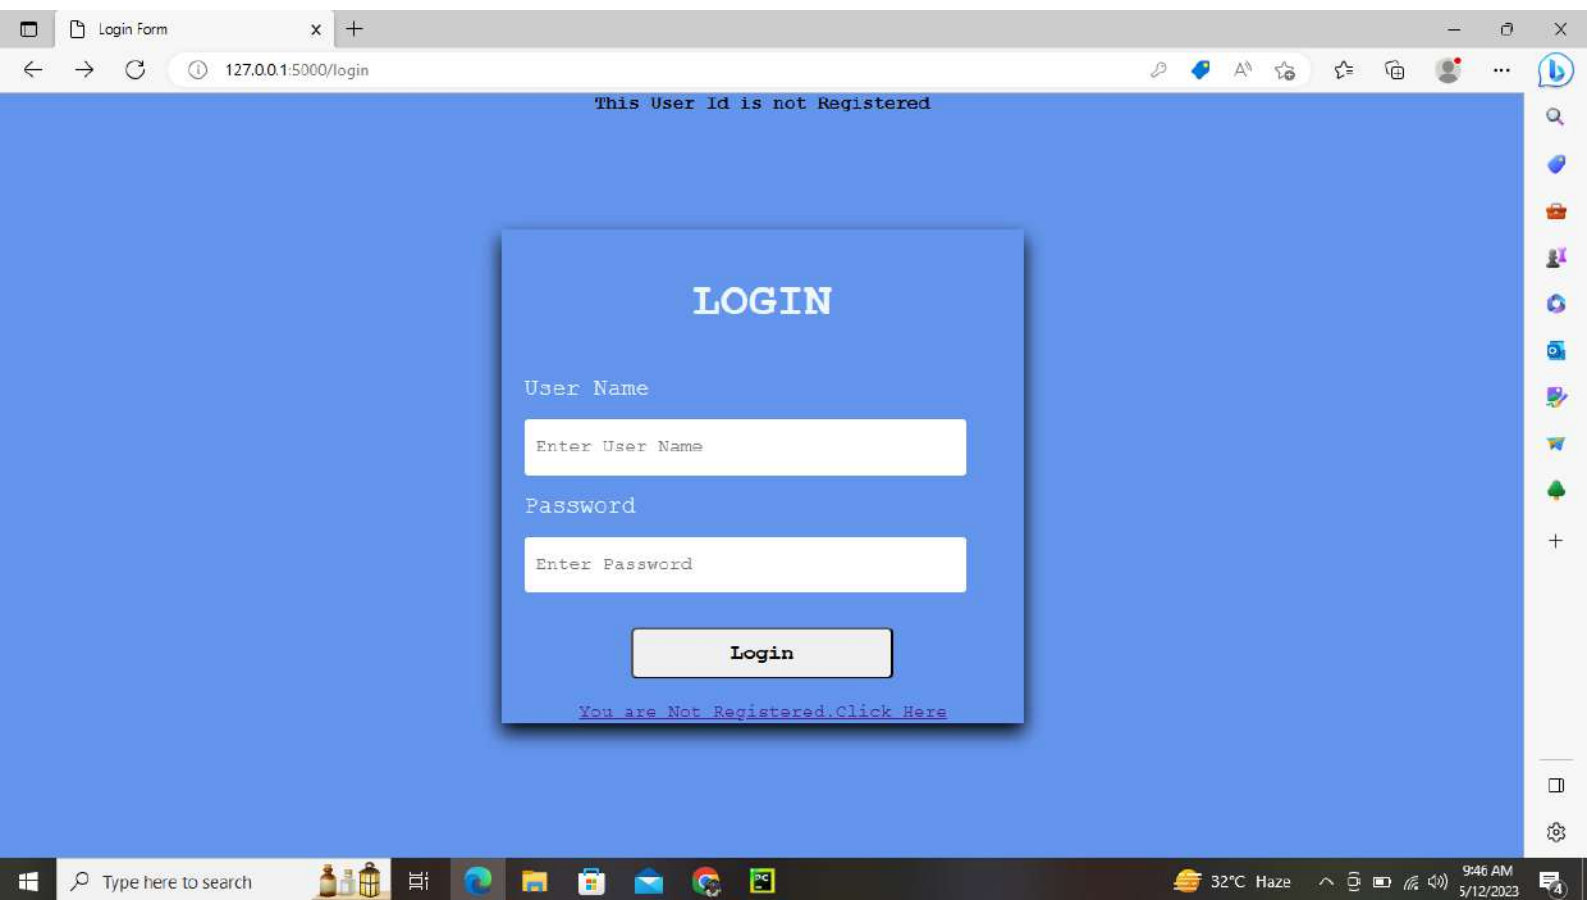 Login Form
127.0.0.1:5000/login
This User Id is not Registered
LOGIN
User Name
Enter User Name
Password
Enter Password
Login
You are Not Registered.Click Here
Type here to search
PC
32°C Haze
9:46 AM
5/12/2023
4